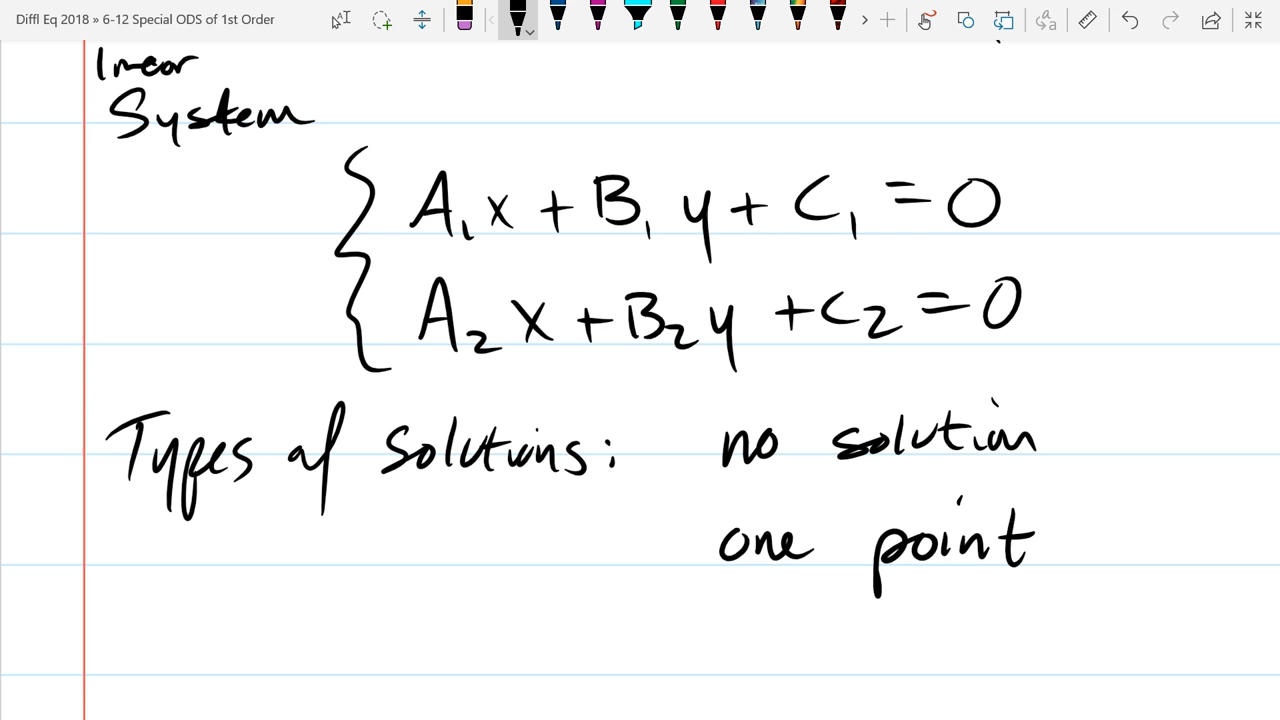 Diffl Eq 2018 » 6-12 Special ODS of 1st Order
linear
System
A₁x + B₁y + C₁ = 0
A₂x + B₂y + C₂ = 0
Types of solutions: no solution
one point